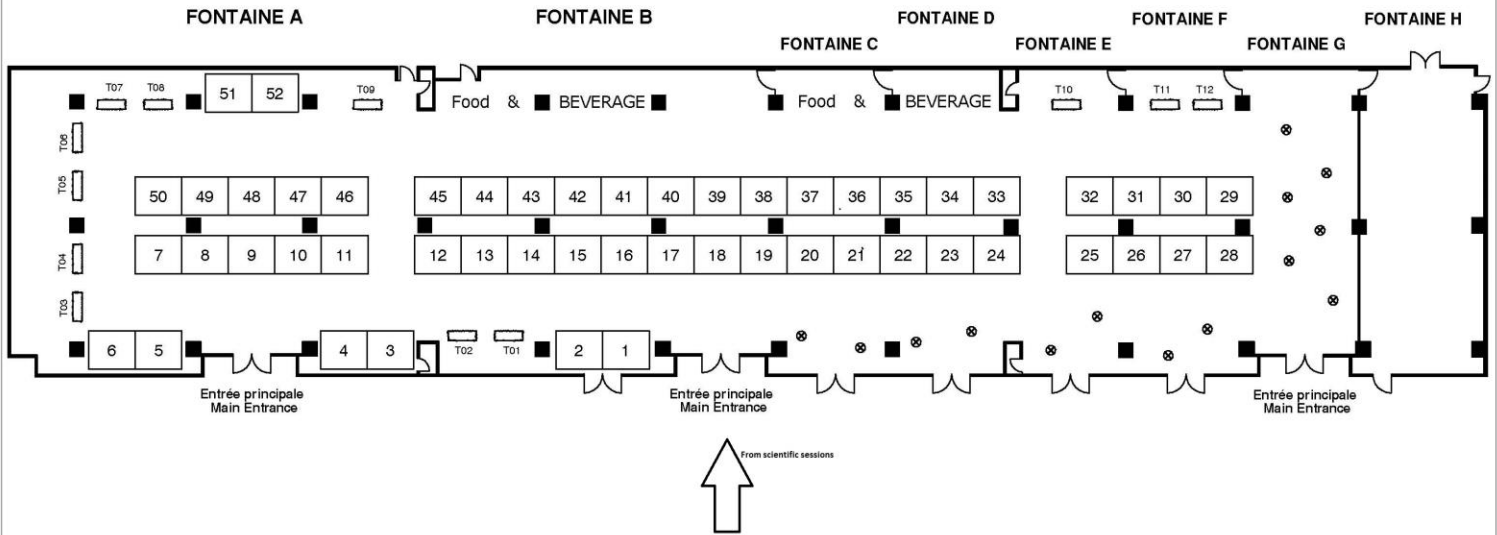 FONTAINE A
FONTAINE B
FONTAINE C
FONTAINE D
FONTAINE E
FONTAINE F
FONTAINE G
FONTAINE H
T07 T08 51 52 T09
Food & BEVERAGE
Food & BEVERAGE
T10 T11 T12
T06
T05
50 49 48 47 46
45 44 43 42 41 40 39 38 37 36 35 34 33
32 31 30 29
7 8 9 10 11
12 13 14 15 16 17 18 19 20 21 22 23 24
25 26 27 28
T04
T03
6 5
4 3
T02 T01
2 1
Entrée principale
Main Entrance
Entrée principale
Main Entrance
Entrée principale
Main Entrance
From scientific sessions